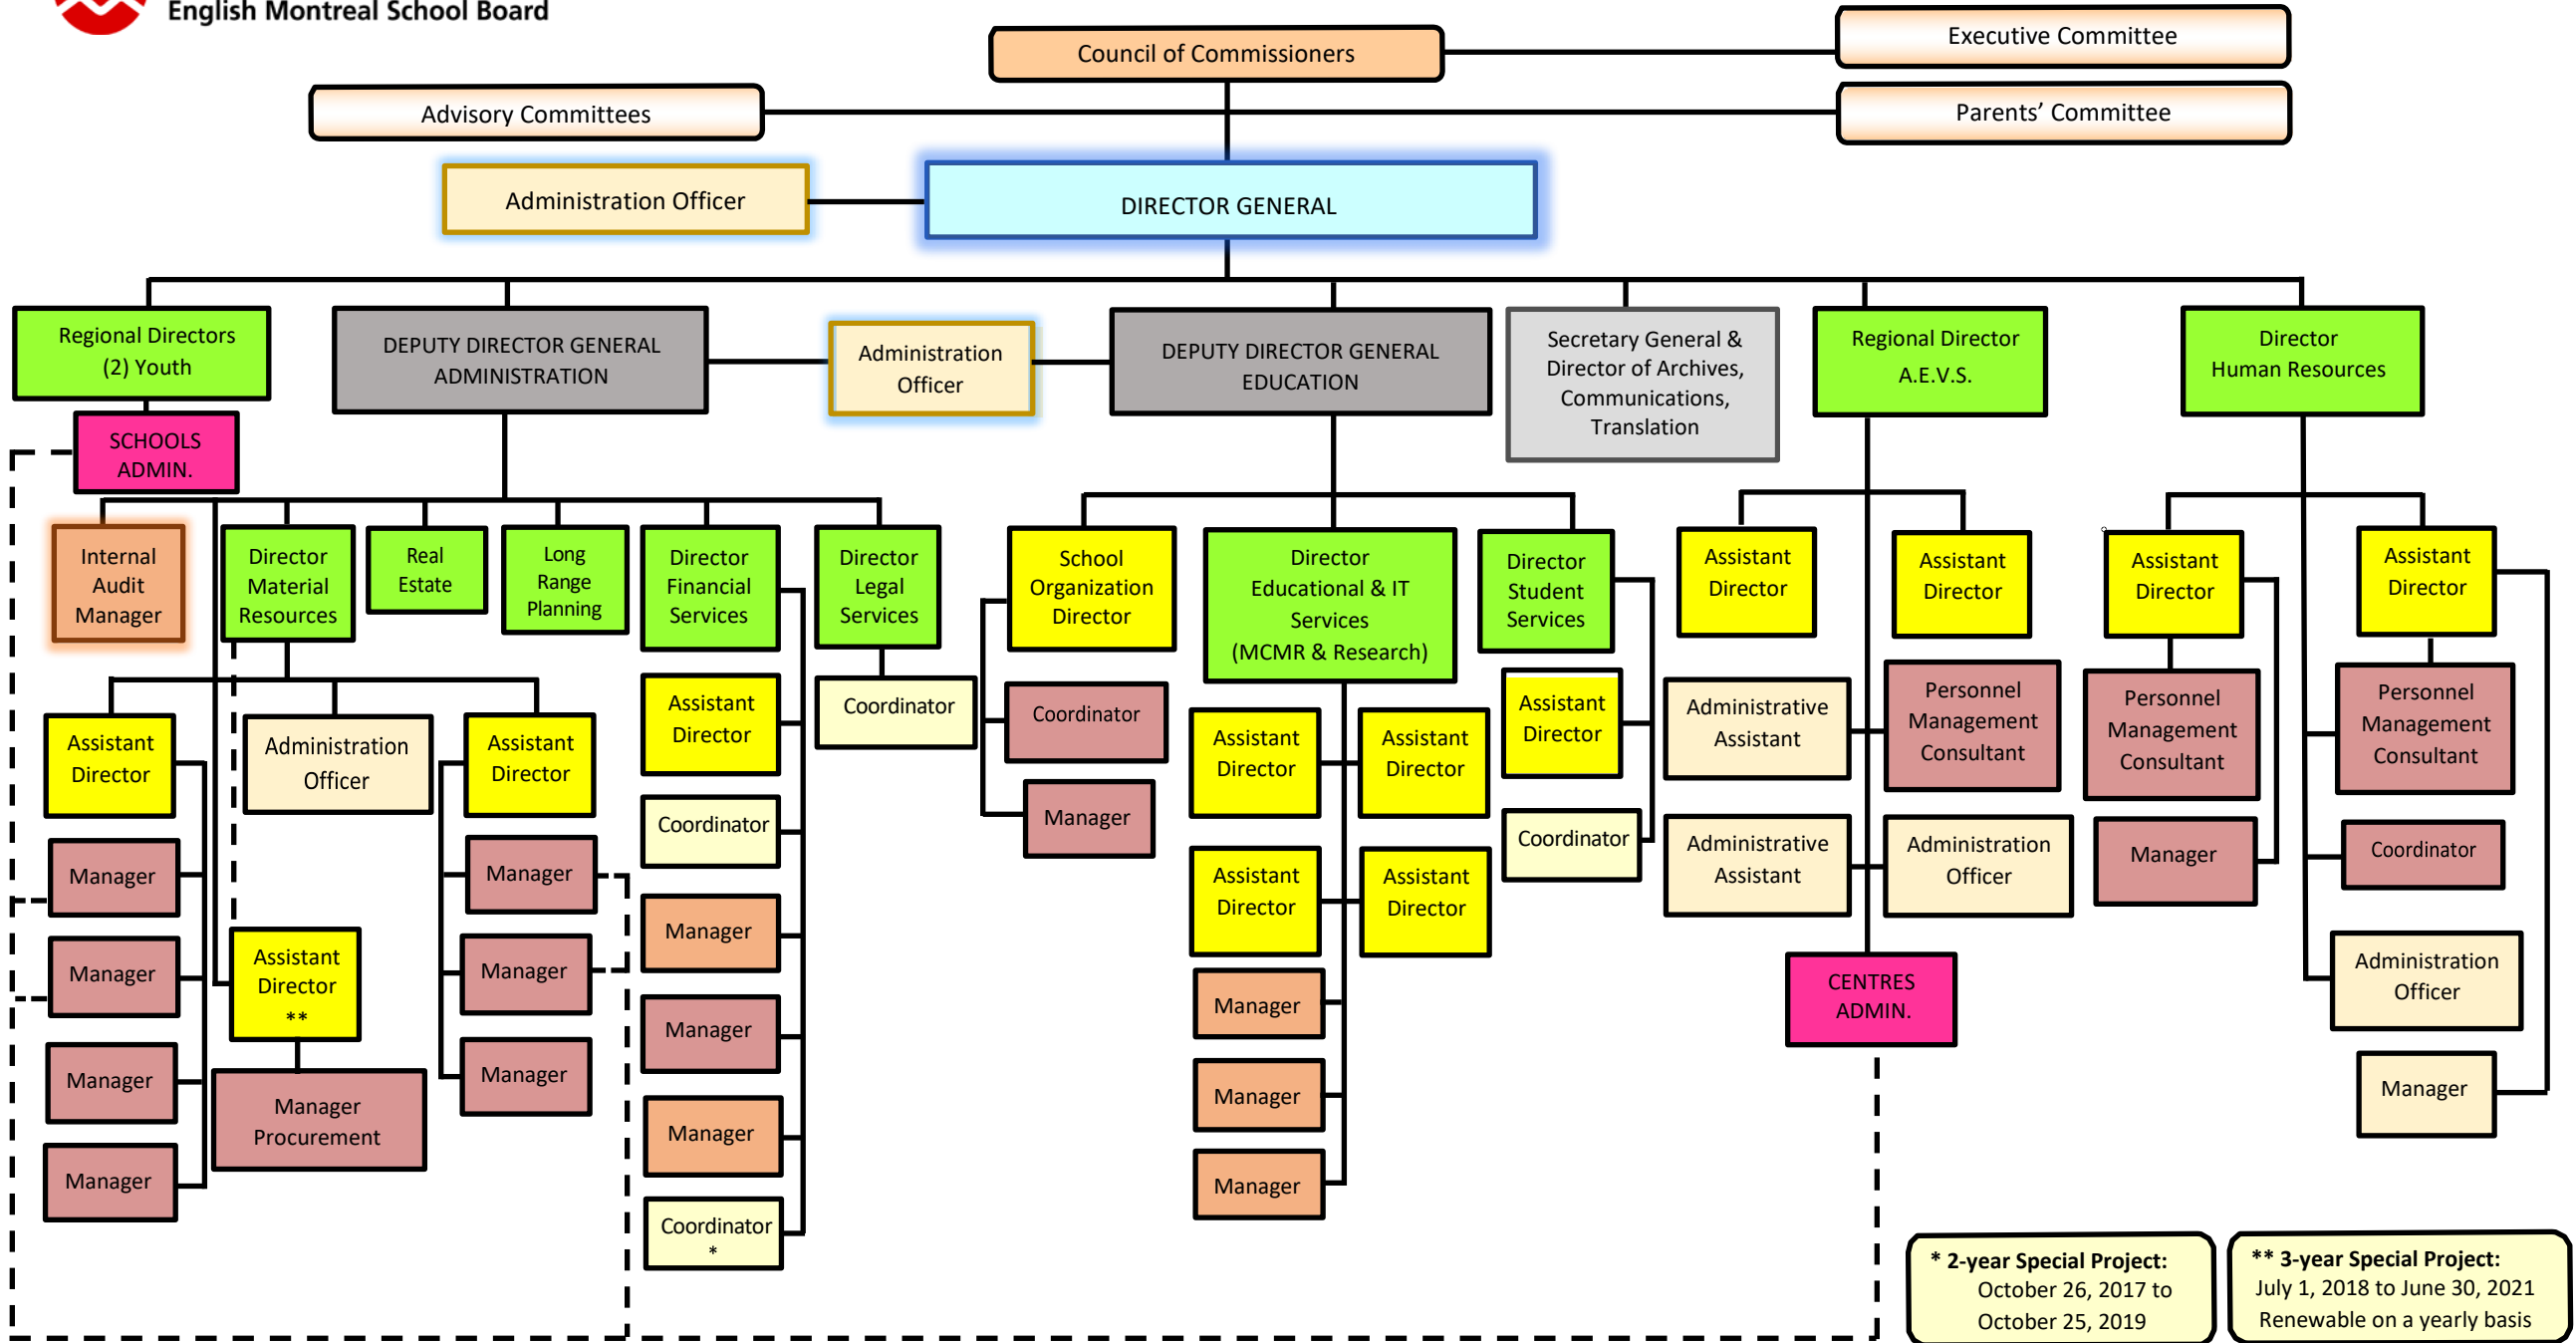 English Montreal School Board
Council of Commissioners
Executive Committee
Advisory Committees
Parents’ Committee
Administration Officer
DIRECTOR GENERAL
Regional Directors
(2) Youth
DEPUTY DIRECTOR GENERAL
ADMINISTRATION
Administration
Officer
DEPUTY DIRECTOR GENERAL
EDUCATION
Secretary General &
Director of Archives,
Communications,
Translation
Regional Director
A.E.V.S.
Director
Human Resources
SCHOOLS
ADMIN.
Internal
Audit
Manager
Director
Material
Resources
Real
Estate
Long
Range
Planning
Director
Financial
Services
Director
Legal
Services
School
Organization
Director
Director
Educational & IT
Services
(MCMR & Research)
Director
Student
Services
Assistant
Director
Assistant
Director
Assistant
Director
Assistant
Director
Assistant
Director
Administration
Officer
Assistant
Director
Assistant
Director
Coordinator
Coordinator
Assistant
Director
Assistant
Director
Assistant
Director
Administrative
Assistant
Personnel
Management
Consultant
Personnel
Management
Consultant
Personnel
Management
Consultant
Manager
Manager
Coordinator
Manager
Assistant
Director
Assistant
Director
Coordinator
Administrative
Assistant
Administration
Officer
Manager
Coordinator
Manager
Assistant
Director
**
Manager
Manager
Manager
Manager
CENTRES
ADMIN.
Administration
Officer
Manager
Manager
Procurement
Manager
Manager
Manager
Manager
Manager
Coordinator
*
Manager
* 2-year Special Project:
October 26, 2017 to
October 25, 2019
** 3-year Special Project:
July 1, 2018 to June 30, 2021
Renewable on a yearly basis